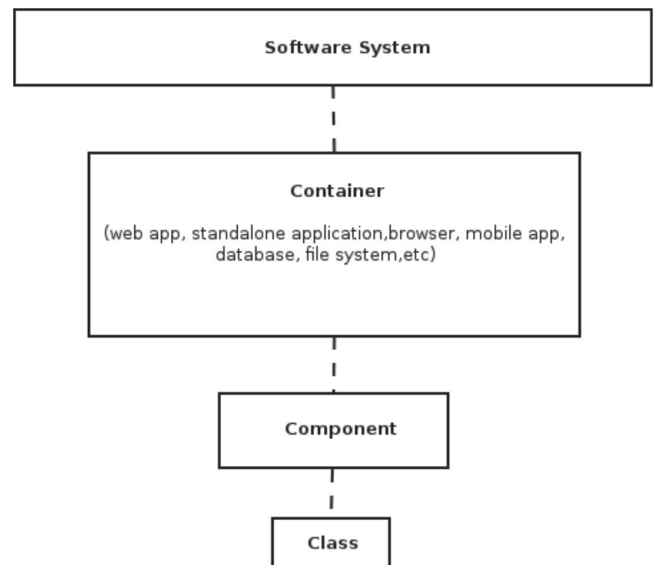 Software System
Container
(web app, standalone application,browser, mobile app,
database, file system,etc)
Component
Class